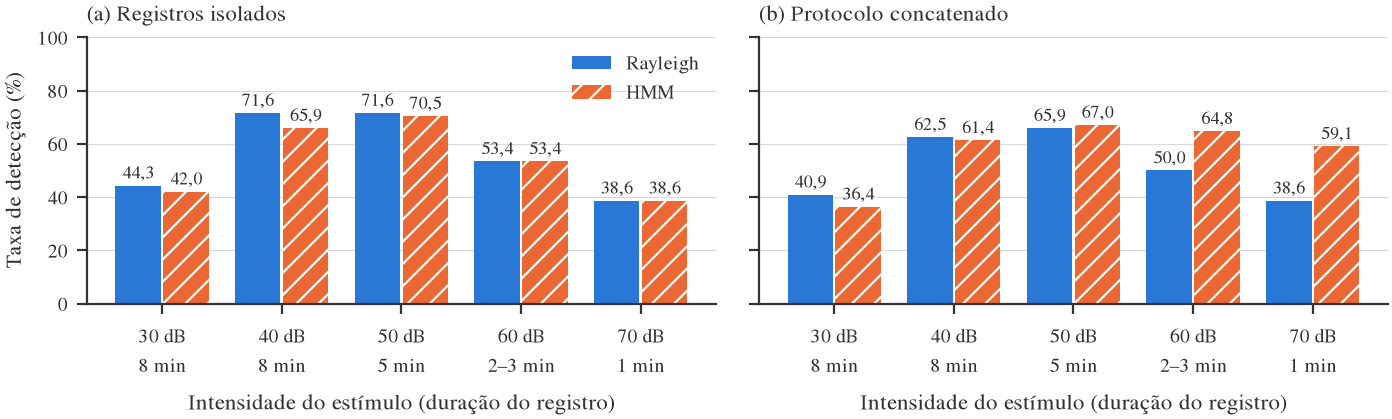 (a) Registros isolados
Taxa de detecção (%)
100
80
60
40
20
0
Rayleigh
HMM
44,3 42,0
71,6 65,9
71,6 70,5
53,4 53,4
38,6 38,6
30 dB 40 dB 50 dB 60 dB 70 dB
8 min 8 min 5 min 2–3 min 1 min
Intensidade do estímulo (duração do registro)
(b) Protocolo concatenado
40,9 36,4
62,5 61,4
65,9 67,0
50,0 64,8
38,6 59,1
30 dB 40 dB 50 dB 60 dB 70 dB
8 min 8 min 5 min 2–3 min 1 min
Intensidade do estímulo (duração do registro)